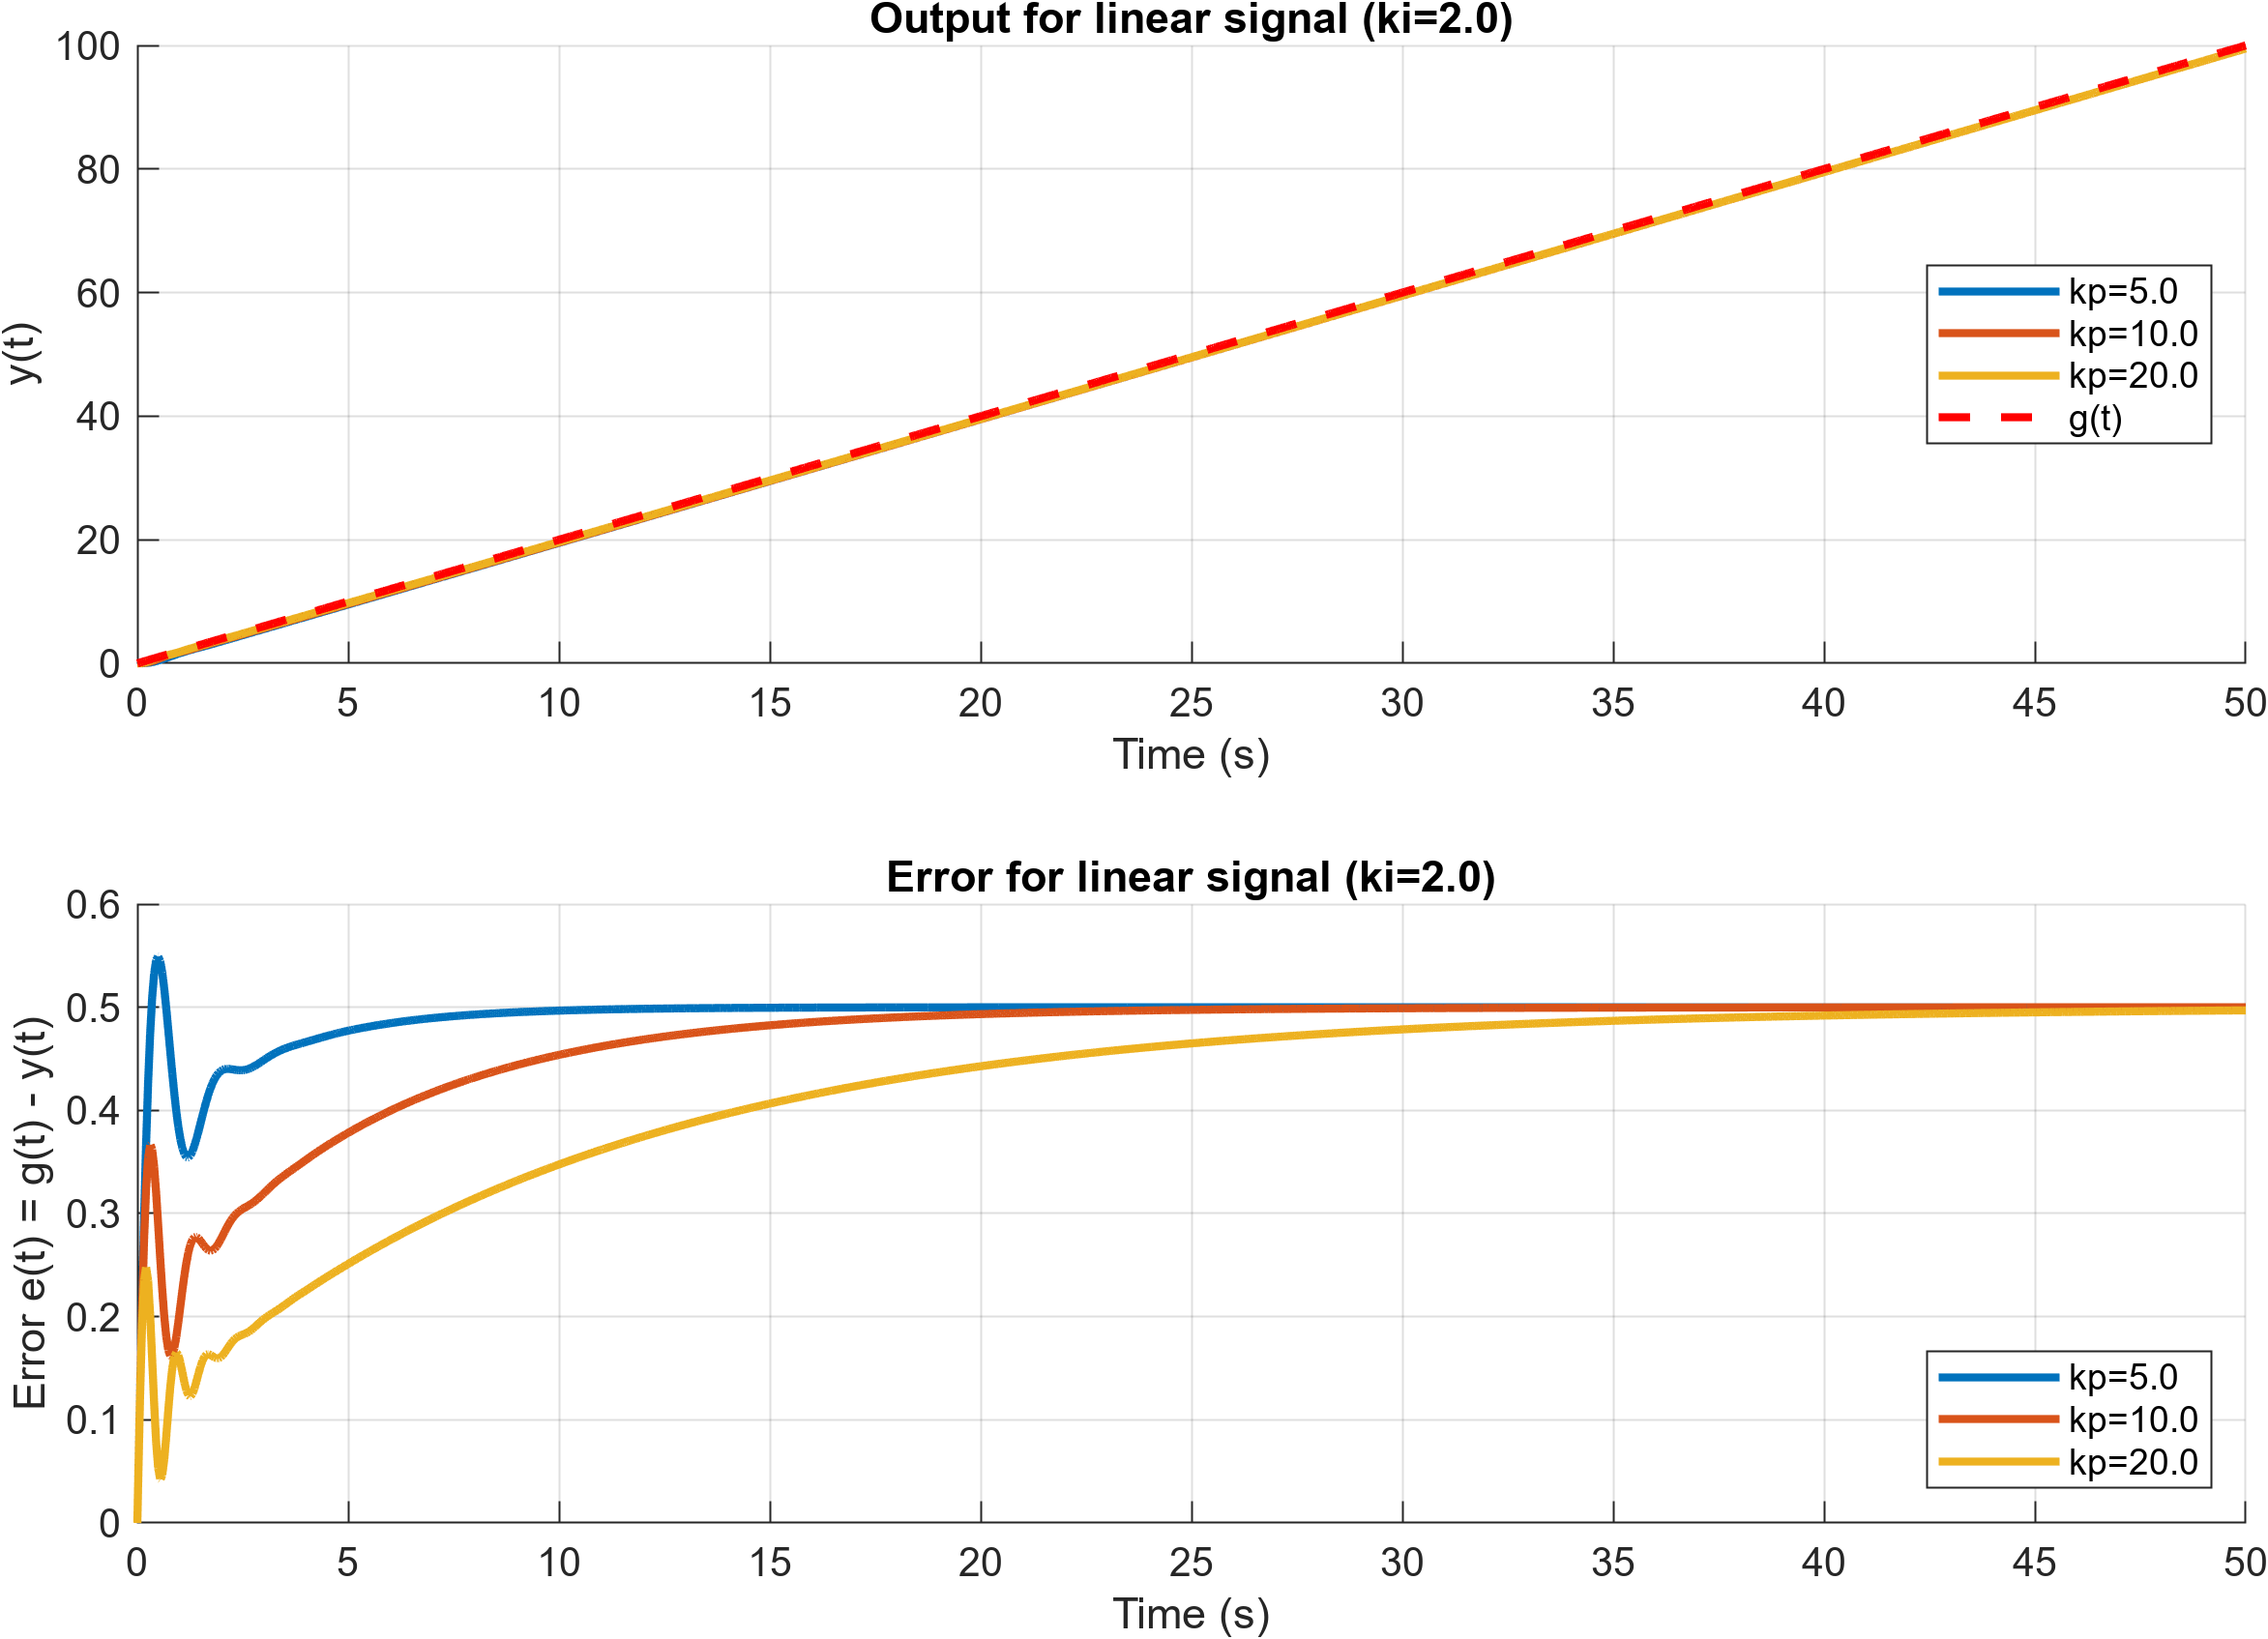 Output for linear signal (ki=2.0)
100
80
60
40
20
0
y(t)
kp=5.0
kp=10.0
kp=20.0
g(t)
0 5 10 15 20 25 30 35 40 45 50
Time (s)
Error for linear signal (ki=2.0)
0.6
0.5
0.4
0.3
0.2
0.1
0
Error e(t) = g(t) - y(t)
kp=5.0
kp=10.0
kp=20.0
0 5 10 15 20 25 30 35 40 45 50
Time (s)